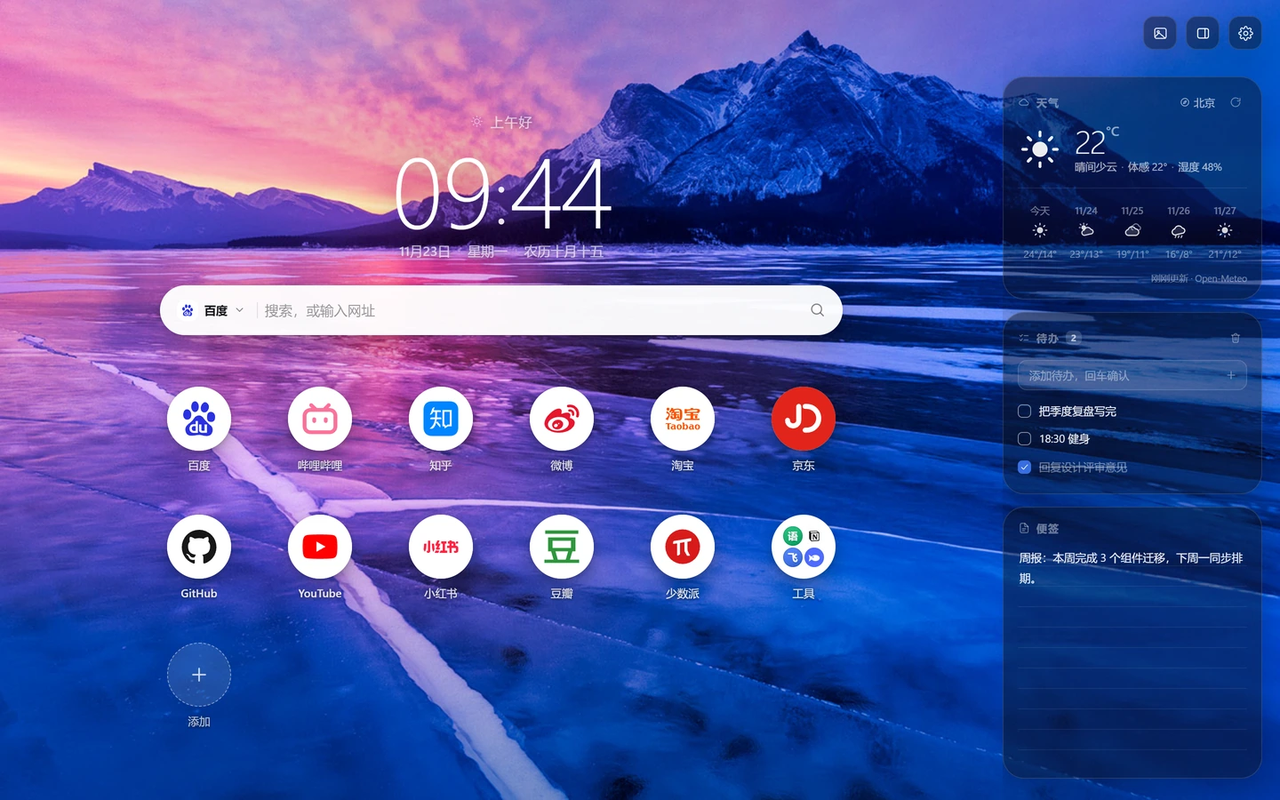 上午好
09:44
11月23日 · 星期一 · 农历十月十五
百度
搜索，或输入网址
du
百度
哔哩哔哩
知
知乎
微博
淘宝
Taobao
淘宝
JD
京东
GitHub
YouTube
小红书
小红书
豆
豆瓣
π
少数派
语
N
飞
工具
添加
天气
北京
22°C
晴间少云 · 体感 22° · 湿度 48%
今天 11/24 11/25 11/26 11/27
24°/14° 23°/13° 19°/11° 16°/8° 21°/12°
刚刚更新 · Open-Meteo
待办 2
添加待办，回车确认
把季度复盘写完
18:30 健身
回复设计评审意见
便签
周报：本周完成 3 个组件迁移，下周一同步排
期。